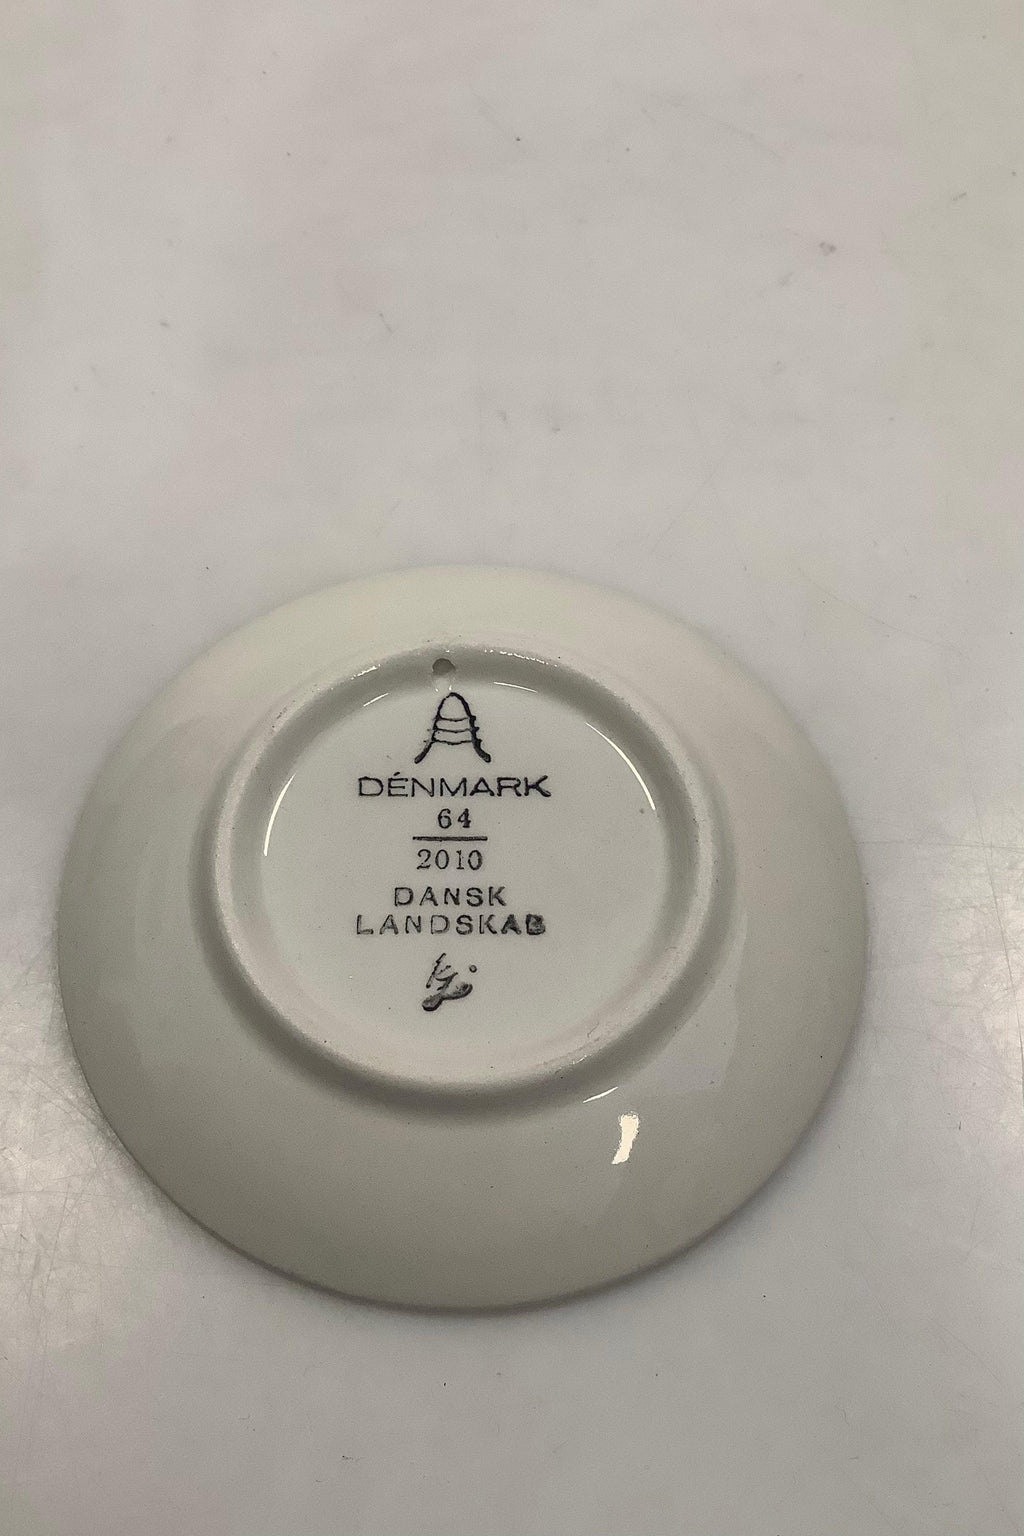 DÉNMARK
64
2010
DANSK
LANDSKAB